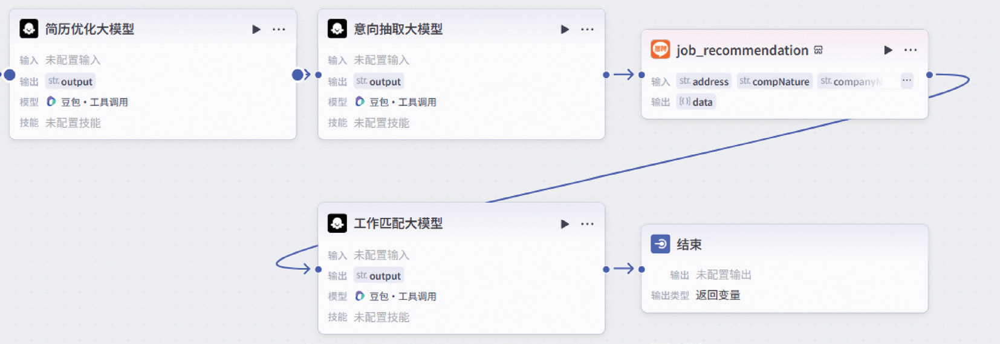 简历优化大模型
输入 未配置输入
输出 str. output
模型 豆包·工具调用
技能 未配置技能
意向抽取大模型
输入 未配置输入
输出 str. output
模型 豆包·工具调用
技能 未配置技能
job_recommendation
输入 str. address str. compNature str. companyN ···
输出 [{}] data
工作匹配大模型
输入 未配置输入
输出 str. output
模型 豆包·工具调用
技能 未配置技能
结束
输出 未配置输出
输出类型 返回变量